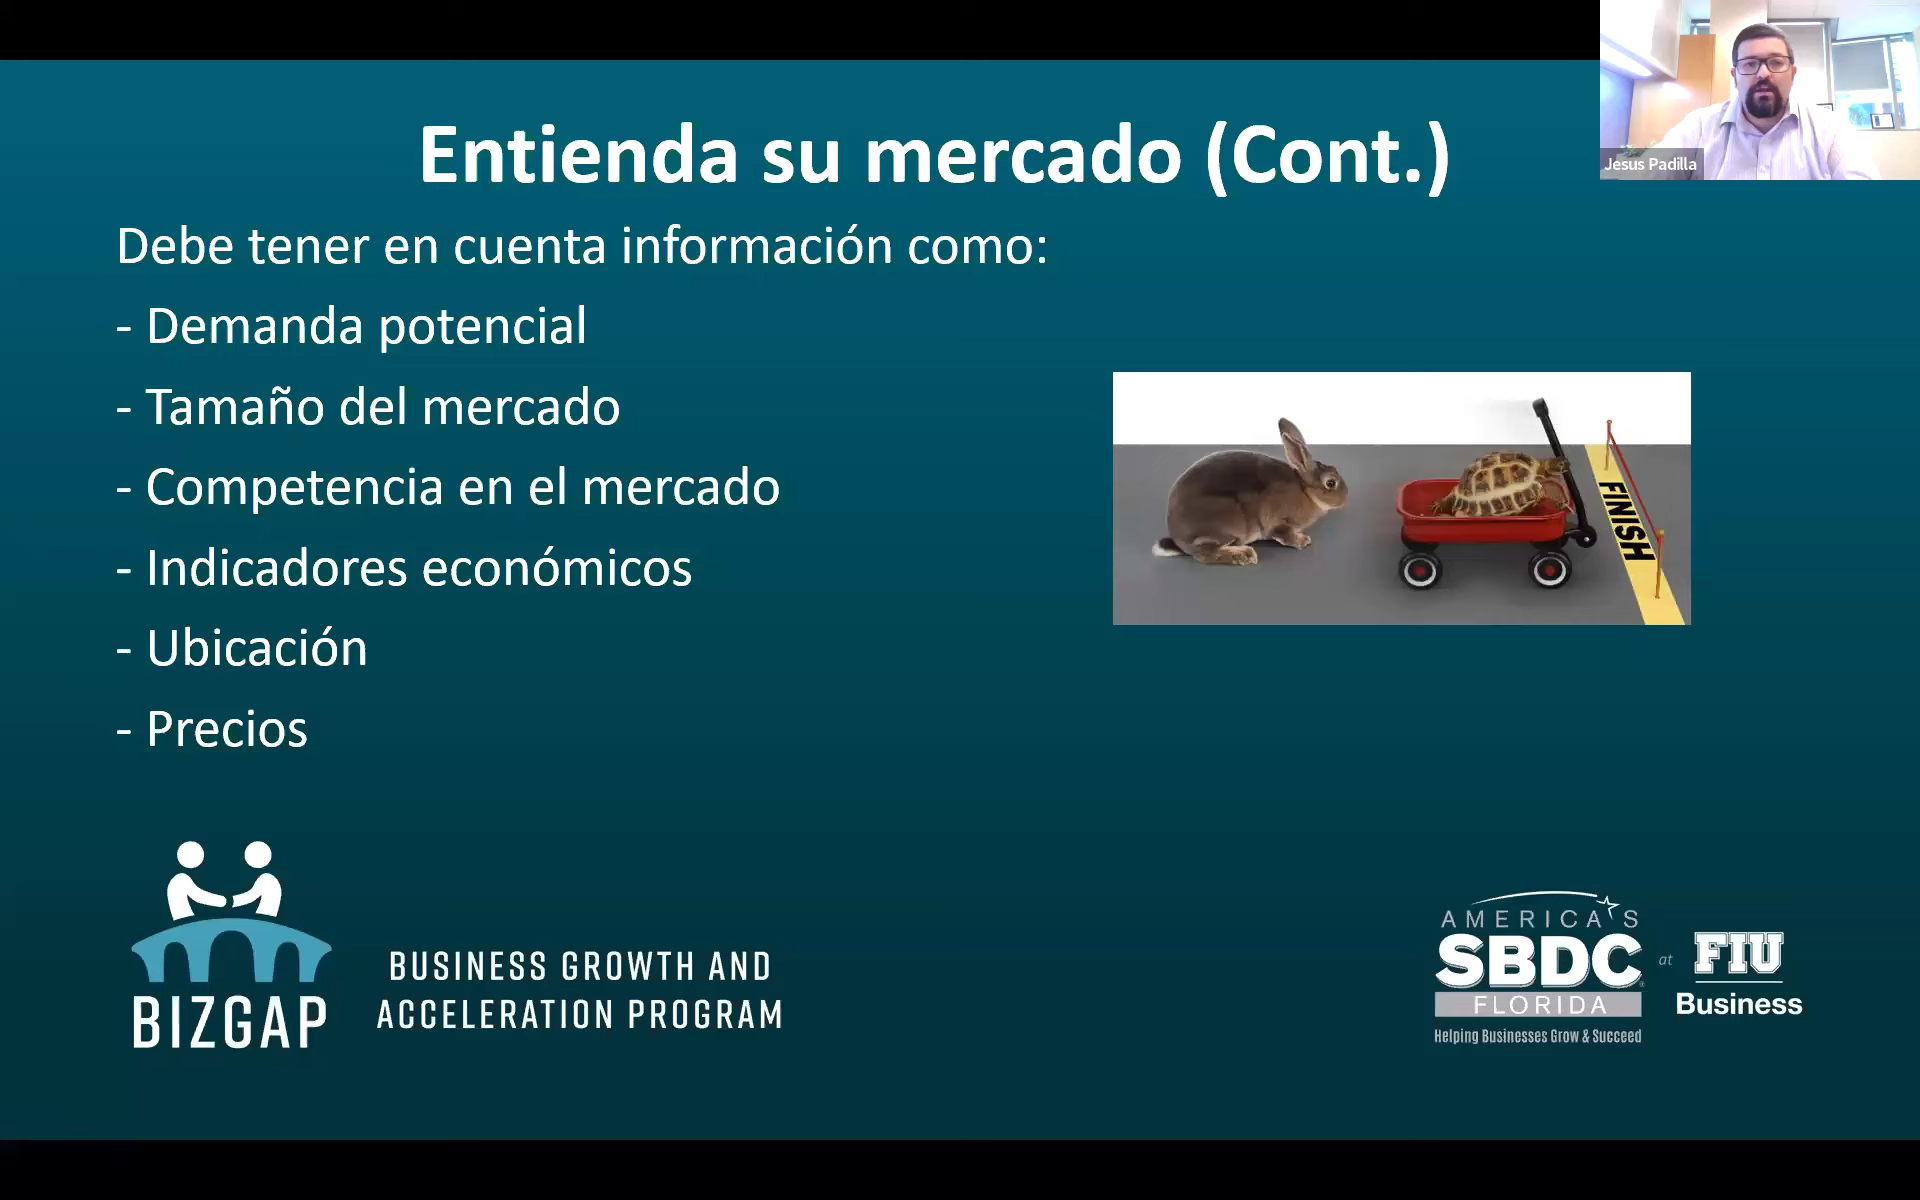 Entienda su mercado (Cont.)
Jesus Padilla
Debe tener en cuenta información como:
- Demanda potencial
- Tamaño del mercado
- Competencia en el mercado
- Indicadores económicos
- Ubicación
- Precios
FINISH
BIZGAP
BUSINESS GROWTH AND
ACCELERATION PROGRAM
AMERICA'S
SBDC
FLORIDA
Helping Businesses Grow & Succeed
at
FIU
Business